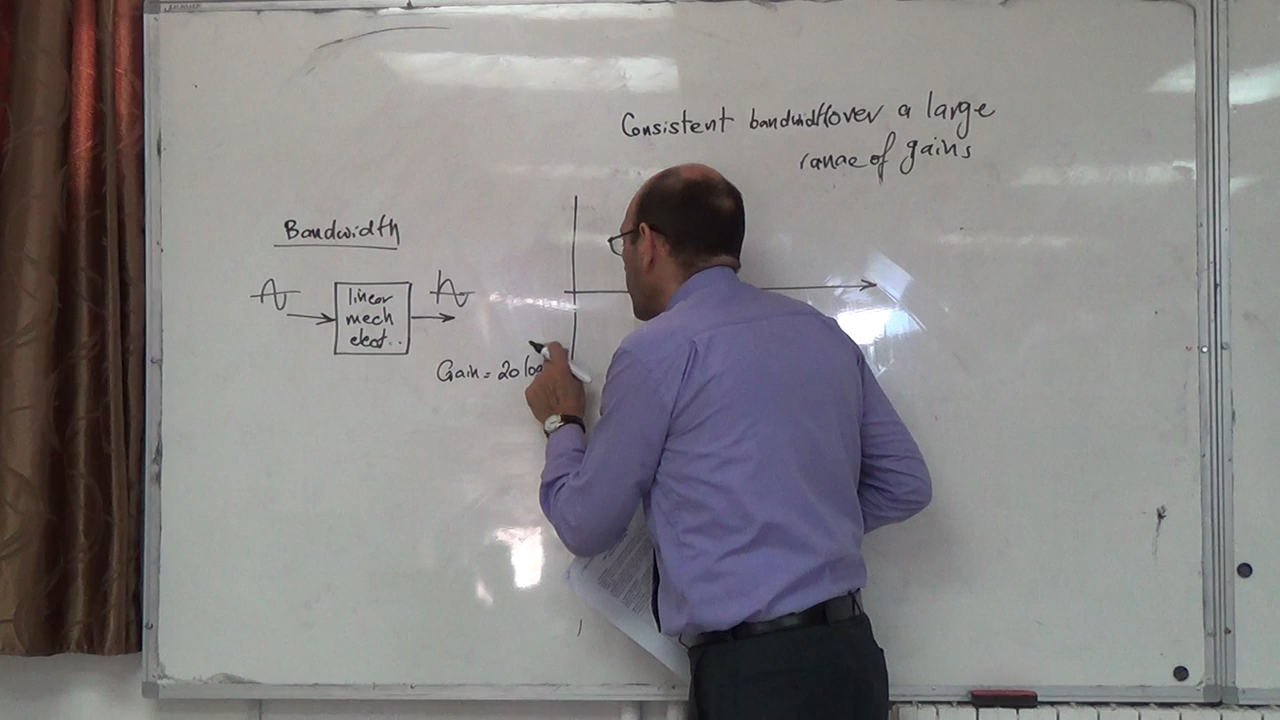 Consistent bandwidth over a large
range of gains
Bandwidth
linear
mech
elect..
Gain = 20 log